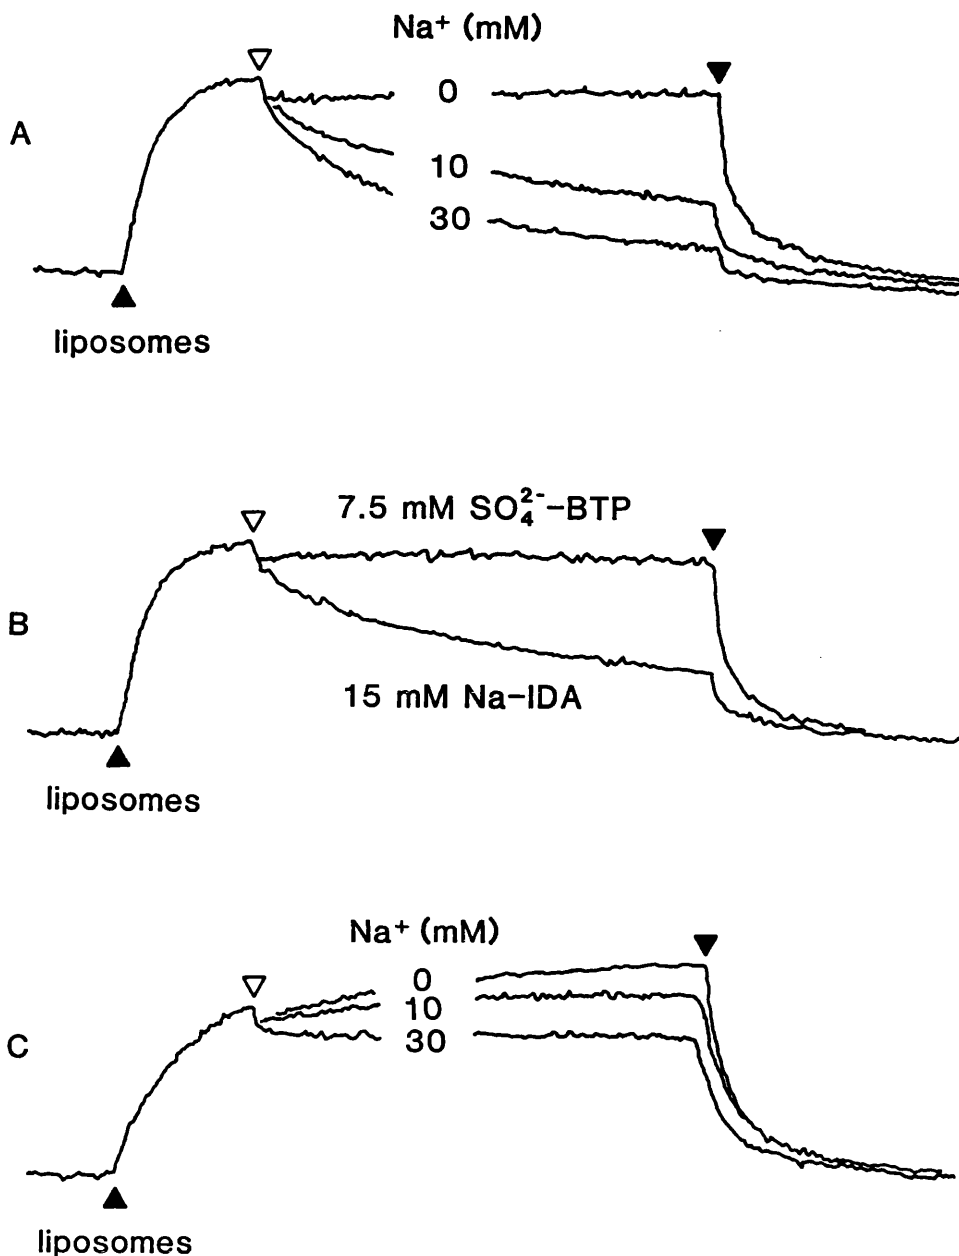 Na⁺ (mM)
0
A
10
30
liposomes
7.5 mM SO₄²⁻-BTP
B
15 mM Na-IDA
liposomes
Na⁺ (mM)
0
10
C
30
liposomes